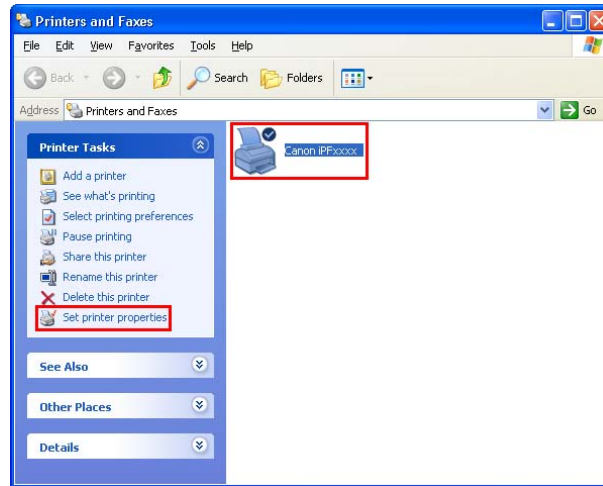 Printers and Faxes
File Edit View Favorites Tools Help
Back Search Folders
Address Printers and Faxes Go
Printer Tasks
Add a printer
See what's printing
Select printing preferences
Pause printing
Share this printer
Rename this printer
Delete this printer
Set printer properties
See Also
Other Places
Details
Canon iPFxxxx